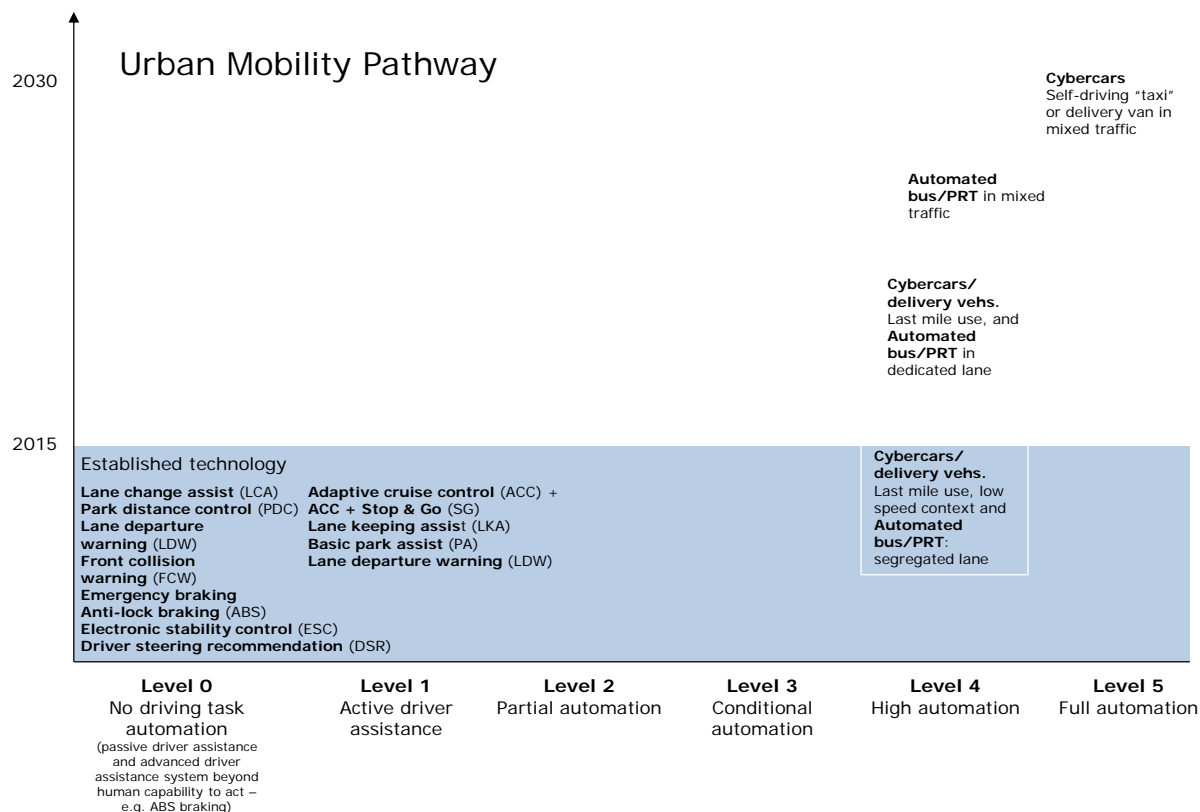 Urban Mobility Pathway
2030
Cybercars
Self-driving “taxi”
or delivery van in
mixed traffic
Automated
bus/PRT in mixed
traffic
Cybercars/
delivery vehs.
Last mile use, and
Automated
bus/PRT in
dedicated lane
2015
Established technology
Lane change assist (LCA)
Park distance control (PDC)
Lane departure
warning (LDW)
Front collision
warning (FCW)
Emergency braking
Anti-lock braking (ABS)
Electronic stability control (ESC)
Driver steering recommendation (DSR)
Adaptive cruise control (ACC) +
ACC + Stop & Go (SG)
Lane keeping assist (LKA)
Basic park assist (PA)
Lane departure warning (LDW)
Cybercars/
delivery vehs.
Last mile use, low
speed context and
Automated
bus/PRT:
segregated lane
Level 0
No driving task
automation
(passive driver assistance
and advanced driver
assistance system beyond
human capability to act –
e.g. ABS braking)
Level 1
Active driver
assistance
Level 2
Partial automation
Level 3
Conditional
automation
Level 4
High automation
Level 5
Full automation